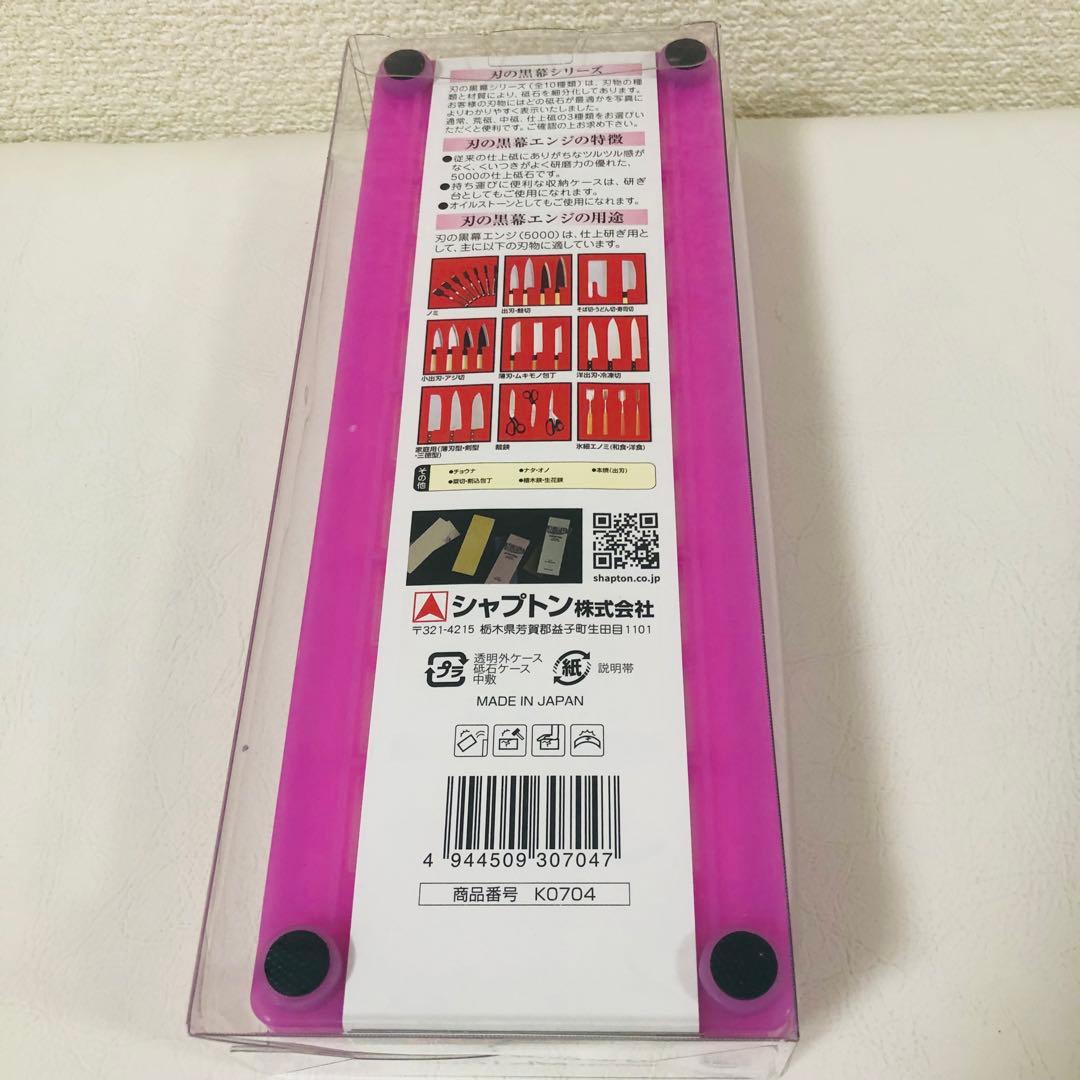 刃の黒幕シリーズ
刃の黒幕シリーズ(全10種類)は、刃物の種
類と材質により、砥石を細分化してあります。
お客様の刃物にはどの砥石が最適かを写真に
よりわかりやすく表示いたしました。
通常、荒砥、中砥、仕上砥の3種類をお選びい
ただくと便利です。ご確認の上お求め下さい。
刃の黒幕エンジの特徴
●従来の仕上砥にありがちなツルツル感が
なく、くいつきがよく研磨力の優れた、
5000の仕上砥石です。
●持ち運びに便利な収納ケースは、研ぎ
台としてもご使用になれます。
●オイルストーンとしてもご使用になれます。
刃の黒幕エンジの用途
刃の黒幕エンジ(5000)は、仕上研ぎ用と
して、主に以下の刃物に適しています。
ノミ
出刃・鮭切
そば切・うどん切・寿司切
小出刃・アジ切
薄刃・ムキモノ包丁
洋出刃・冷凍切
家庭用(薄刃型・剣型
・三徳型)
裁鋏
氷細工ノミ(和食・洋食)
その他
●チョウナ ●ナタ・オノ ●本焼(出刃)
●腱切・割込包丁 ●植木鋏・生花鋏
shapton.co.jp
シャプトン株式会社
〒321-4215 栃木県芳賀郡益子町生田目1101
プラ
透明外ケース
砥石ケース
中敷
紙
説明帯
MADE IN JAPAN
4 944509 307047
商品番号 K0704